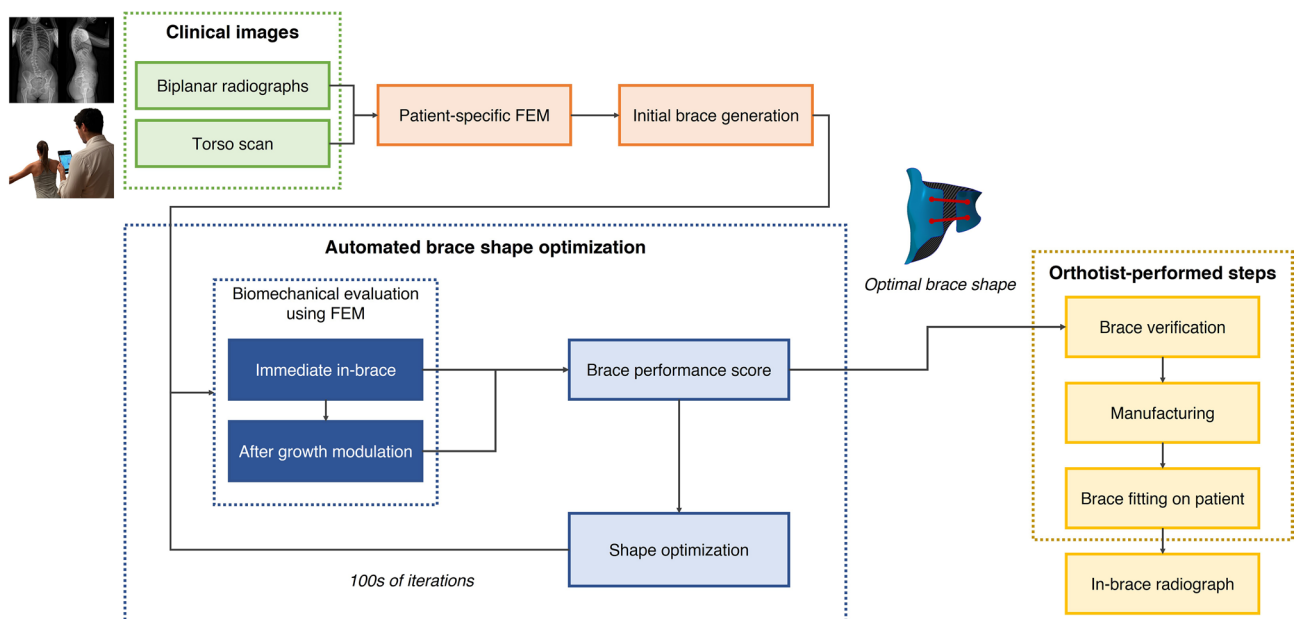 Clinical images
Biplanar radiographs
Torso scan
Patient-specific FEM
Initial brace generation
Automated brace shape optimization
Biomechanical evaluation
using FEM
Immediate in-brace
After growth modulation
Brace performance score
Shape optimization
100s of iterations
Optimal brace shape
Orthotist-performed steps
Brace verification
Manufacturing
Brace fitting on patient
In-brace radiograph